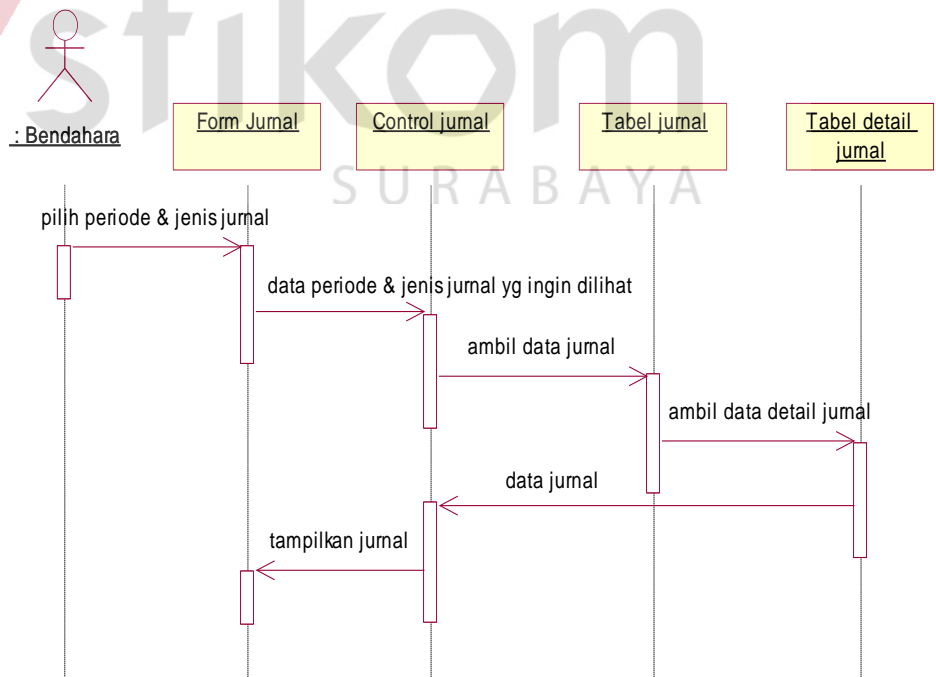 stikom
SURABAYA
: Bendahara
Form Jurnal
Control jurnal
Tabel jurnal
Tabel detail
jurnal
pilih periode & jenis jurnal
data periode & jenis jurnal yg ingin dilihat
ambil data jurnal
ambil data detail jurnal
data jurnal
tampilkan jurnal